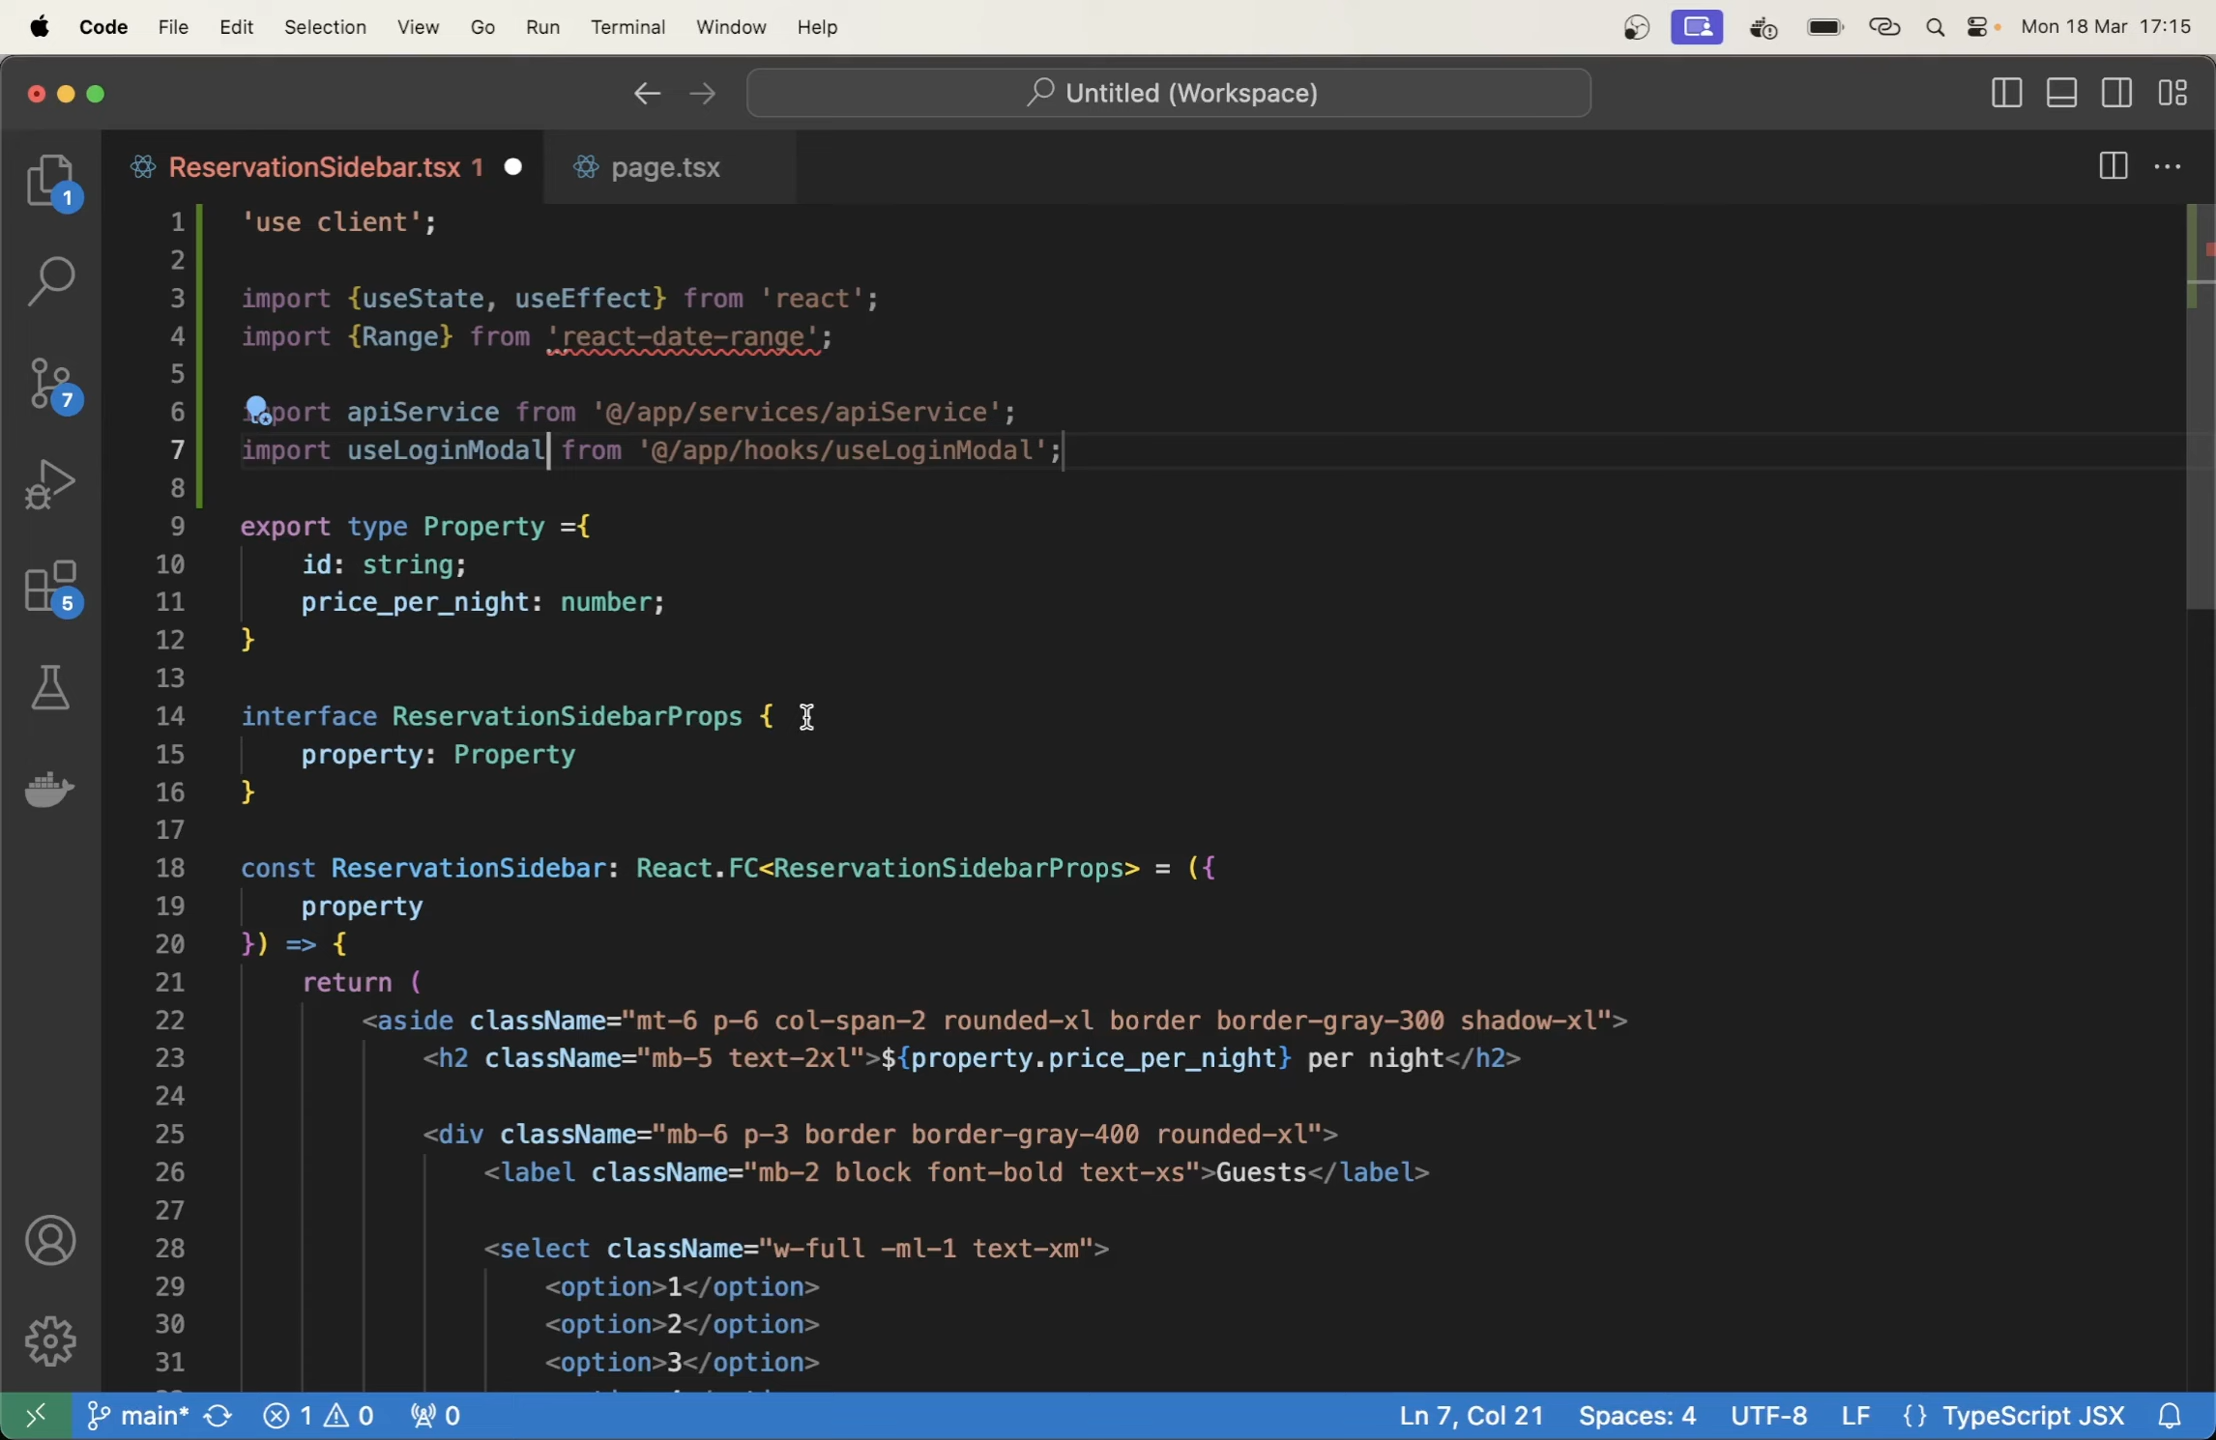 Code File Edit Selection View Go Run Terminal Window Help Mon 18 Mar 17:15
Untitled (Workspace)
ReservationSidebar.tsx 1 page.tsx
1 'use client';
2
3 import {useState, useEffect} from 'react';
4 import {Range} from 'react-date-range';
5
6 import apiService from '@/app/services/apiService';
7 import useLoginModal from '@/app/hooks/useLoginModal';
8
9 export type Property ={
10 id: string;
11 price_per_night: number;
12 }
13
14 interface ReservationSidebarProps {
15 property: Property
16 }
17
18 const ReservationSidebar: React.FC<ReservationSidebarProps> = ({
19 property
20 }) => {
21 return (
22 <aside className="mt-6 p-6 col-span-2 rounded-xl border border-gray-300 shadow-xl">
23 <h2 className="mb-5 text-2xl">${property.price_per_night} per night</h2>
24
25 <div className="mb-6 p-3 border border-gray-400 rounded-xl">
26 <label className="mb-2 block font-bold text-xs">Guests</label>
27
28 <select className="w-full -ml-1 text-xm">
29 <option>1</option>
30 <option>2</option>
31 <option>3</option>
1
7
5
main* 1 0 0 Ln 7, Col 21 Spaces: 4 UTF-8 LF {} TypeScript JSX